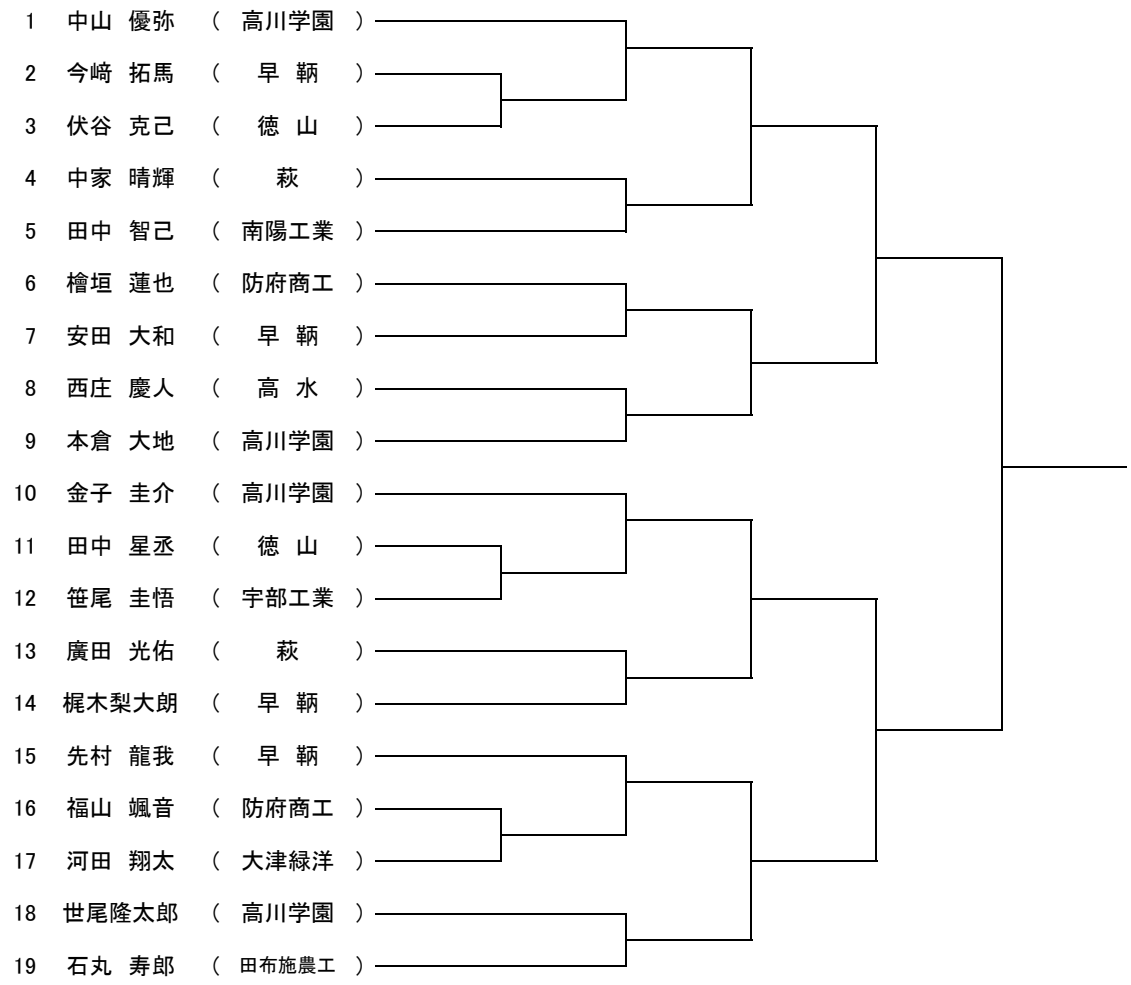 1 中山 優弥 ( 高川学園 )
2 今﨑 拓馬 ( 早 鞆 )
3 伏谷 克己 ( 徳 山 )
4 中家 晴輝 ( 萩 )
5 田中 智己 ( 南陽工業 )
6 檜垣 蓮也 ( 防府商工 )
7 安田 大和 ( 早 鞆 )
8 西庄 慶人 ( 高 水 )
9 本倉 大地 ( 高川学園 )
10 金子 圭介 ( 高川学園 )
11 田中 星丞 ( 徳 山 )
12 笹尾 圭悟 ( 宇部工業 )
13 廣田 光佑 ( 萩 )
14 梶木梨大朗 ( 早 鞆 )
15 先村 龍我 ( 早 鞆 )
16 福山 颯音 ( 防府商工 )
17 河田 翔太 ( 大津緑洋 )
18 世尾隆太郎 ( 高川学園 )
19 石丸 寿郎 ( 田布施農工 )